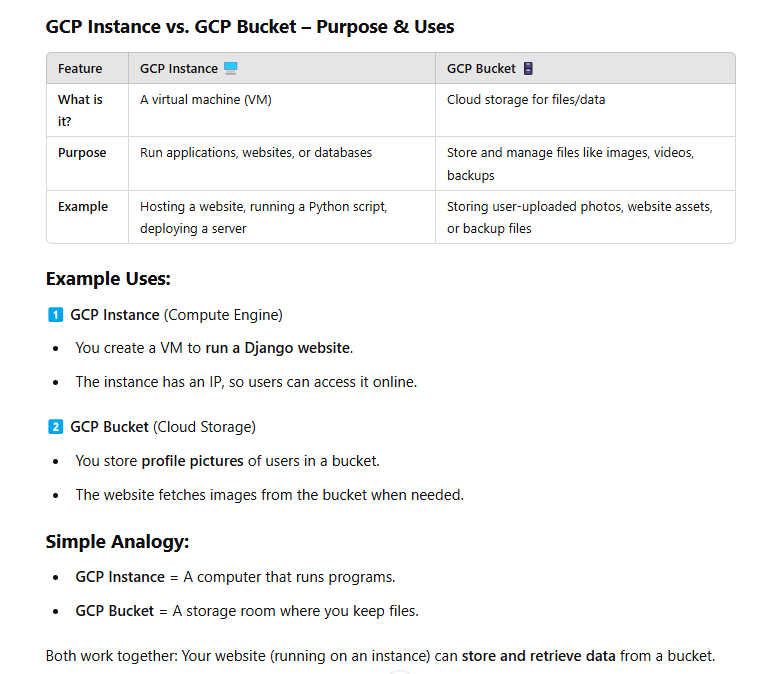 GCP Instance vs. GCP Bucket – Purpose & Uses
Feature GCP Instance 🖥️ GCP Bucket 🗄️
What is it? A virtual machine (VM) Cloud storage for files/data
Purpose Run applications, websites, or databases Store and manage files like images, videos, backups
Example Hosting a website, running a Python script, deploying a server Storing user-uploaded photos, website assets, or backup files
Example Uses:
1️⃣ GCP Instance (Compute Engine)
• You create a VM to run a Django website.
• The instance has an IP, so users can access it online.
2️⃣ GCP Bucket (Cloud Storage)
• You store profile pictures of users in a bucket.
• The website fetches images from the bucket when needed.
Simple Analogy:
• GCP Instance = A computer that runs programs.
• GCP Bucket = A storage room where you keep files.
Both work together: Your website (running on an instance) can store and retrieve data from a bucket.